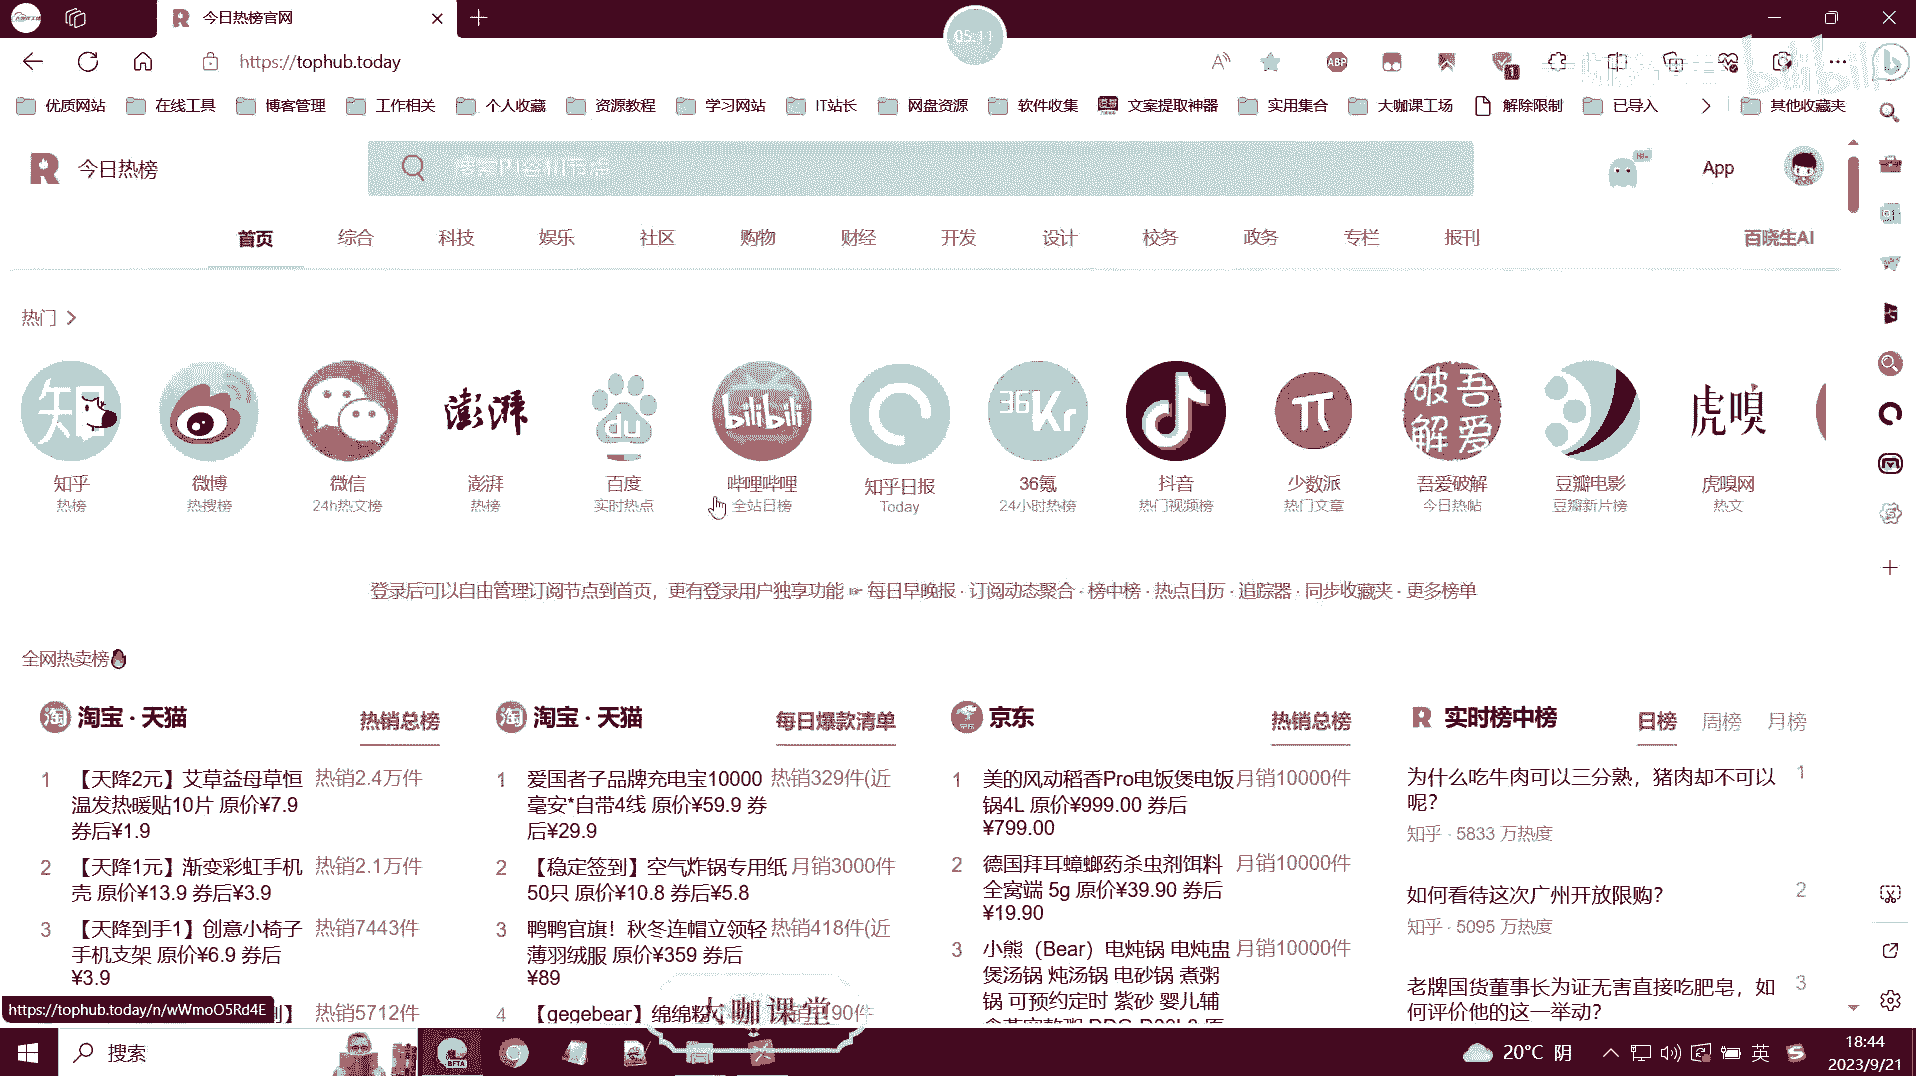 今日热榜官网
05:11
https://tophub.today
ABP
1
bilibili
优质网站 在线工具 博客管理 工作相关 个人收藏 资源教程 学习网站 IT站长 网盘资源 软件收集 文案提取神器 实用集合 大咖课工场 解除限制 已导入 其他收藏夹
今日热榜
搜索内容和节点
App
首页 综合 科技 娱乐 社区 购物 财经 开发 设计 校务 政务 专栏 报刊 百晓生AI
热门
知 澎湃 du bilibili 36Kr 吾爱破解 虎嗅
知乎 微博 微信 澎湃 百度 哔哩哔哩 知乎日报 36氪 抖音 少数派 吾爱破解 豆瓣电影 虎嗅网
热榜 热搜榜 24h热文榜 热榜 实时热点 全站日榜 Today 24小时热榜 热门视频榜 热门文章 今日热帖 豆瓣新片榜 热文
登录后可以自由管理订阅节点到首页，更有登录用户独享功能 ☞ 每日早晚报 · 订阅动态聚合 · 榜中榜 · 热点日历 · 追踪器 · 同步收藏夹 · 更多榜单
全网热卖榜
淘 淘宝 · 天猫 热销总榜
1 【天降2元】艾草益母草恒 热销2.4万件
温发热暖贴10片 原价¥7.9
券后¥1.9
2 【天降1元】渐变彩虹手机 热销2.1万件
壳 原价¥13.9 券后¥3.9
3 【天降到手1】创意小椅子 热销7443件
手机支架 原价¥6.9 券后
¥3.9
热销5712件
淘 淘宝 · 天猫 每日爆款清单
1 爱国者子品牌充电宝10000 热销329件(近
毫安*自带4线 原价¥59.9 券
后¥29.9
2 【稳定签到】空气炸锅专用纸 月销3000件
50只 原价¥10.8 券后¥5.8
3 鸭鸭官旗！秋冬连帽立领轻 热销418件(近
薄羽绒服 原价¥359 券后
¥89
4 【gegebear】绵绵
京东 热销总榜
1 美的风动稻香Pro电饭煲电饭 月销10000件
锅4L 原价¥999.00 券后
¥799.00
2 德国拜耳蟑螂药杀虫剂饵料 月销10000件
全窝端 5g 原价¥39.90 券后
¥19.90
3 小熊（Bear）电炖锅 电炖盅 月销10000件
煲汤锅 炖汤锅 电砂锅 煮粥
锅 可预约定时 紫砂 婴儿辅
实时榜中榜 日榜 周榜 月榜
为什么吃牛肉可以三分熟，猪肉却不可以 1
呢？
知乎 · 5833 万热度
如何看待这次广州开放限购？ 2
知乎 · 5095 万热度
老牌国货董事长为证无害直接吃肥皂，如 3
何评价他的这一举动？
https://tophub.today/n/wWmoO5Rd4E
大咖课堂
搜索
BETA
20°C 阴
英
18:44
2023/9/21